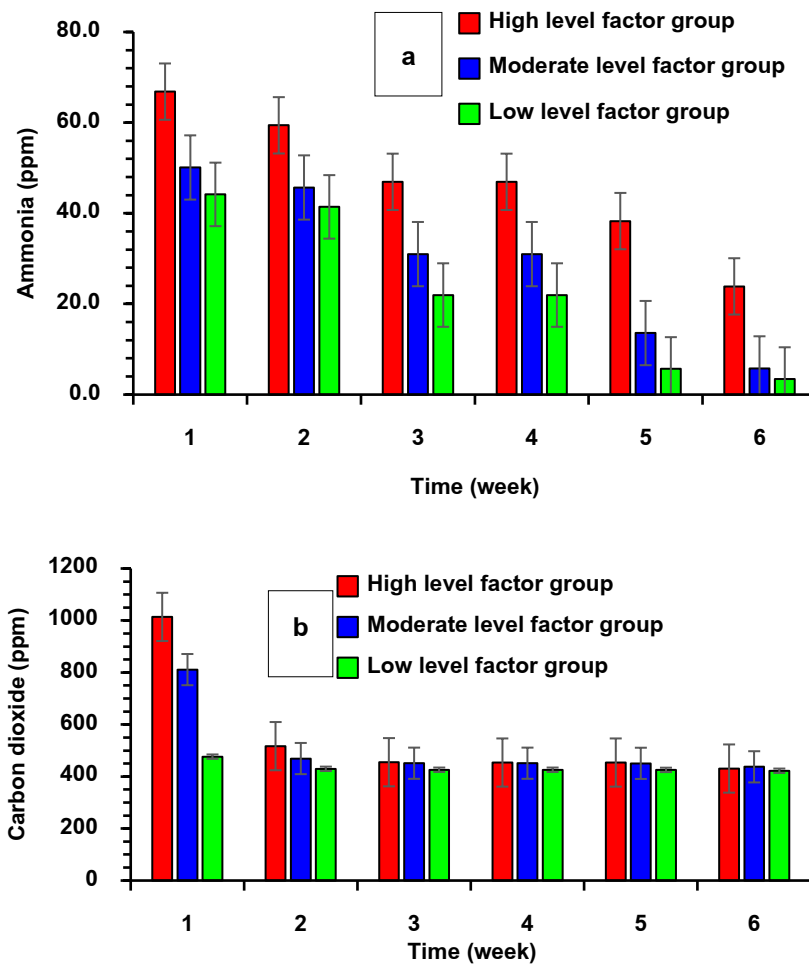 80.0
60.0
40.0
20.0
0.0
Ammonia (ppm)
a
High level factor group
Moderate level factor group
Low level factor group
1 2 3 4 5 6
Time (week)
1200
1000
800
600
400
200
0
Carbon dioxide (ppm)
b
High level factor group
Moderate level factor group
Low level factor group
1 2 3 4 5 6
Time (week)